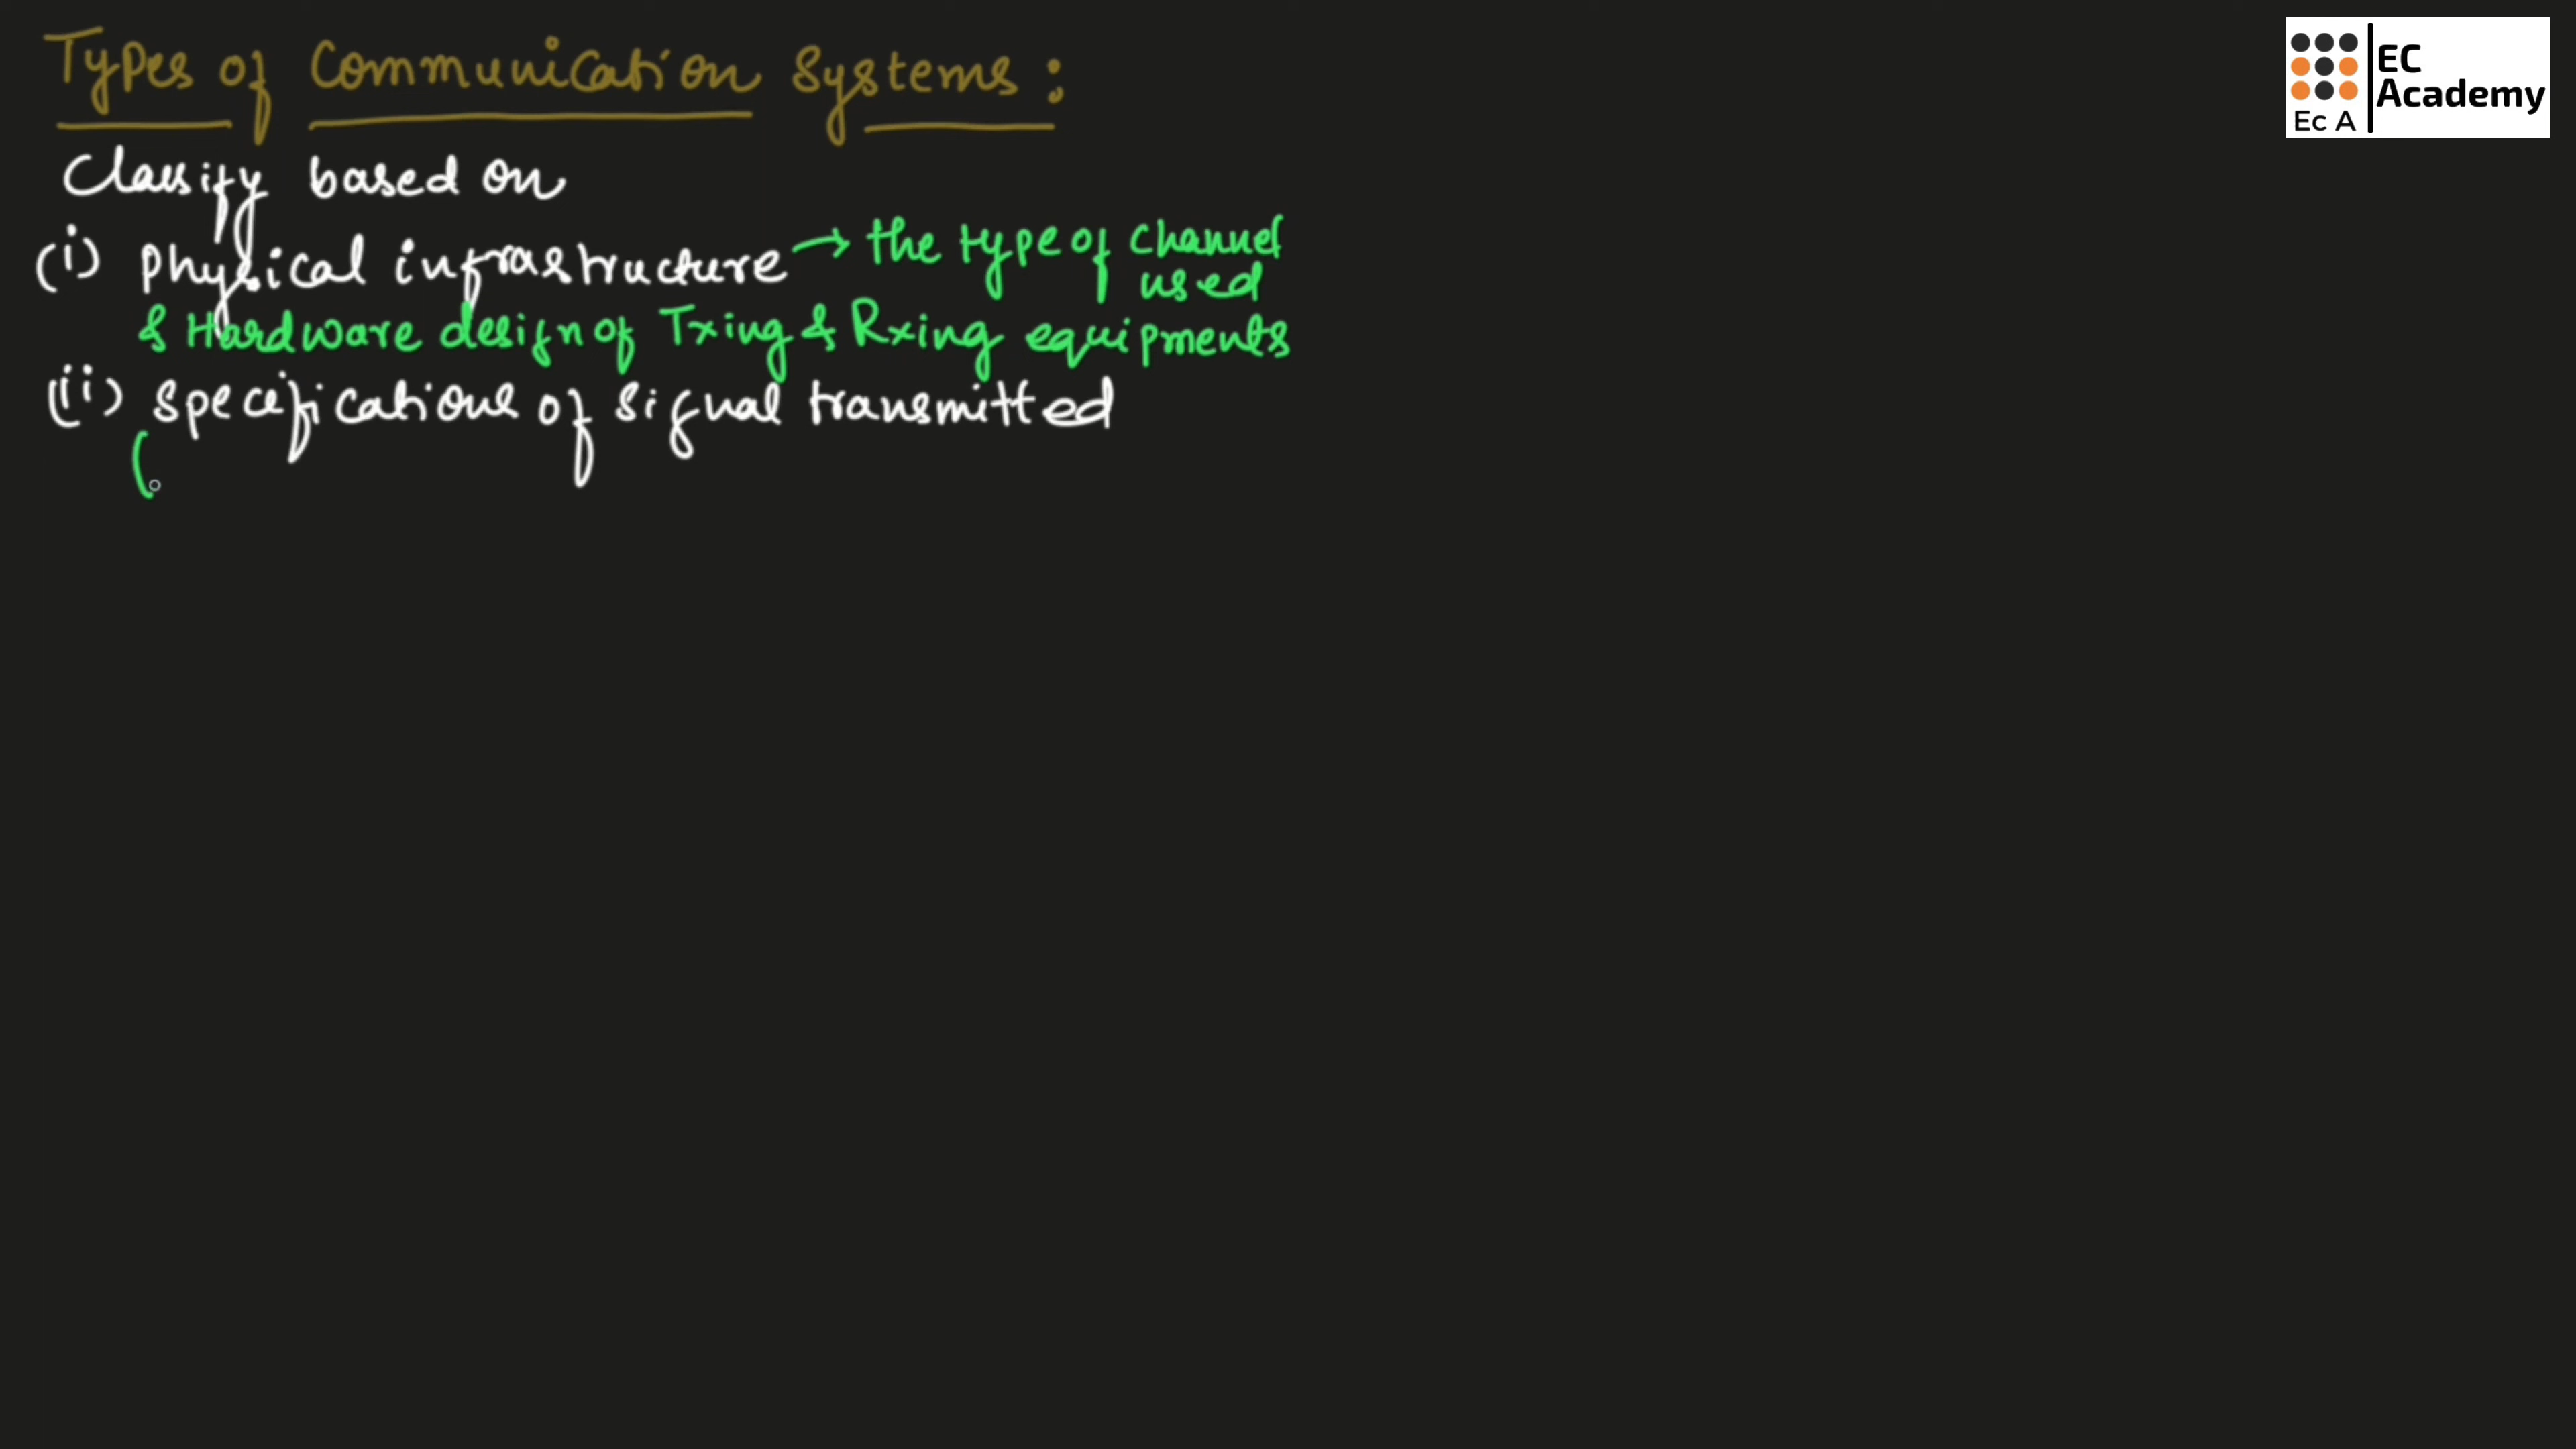 Types of Communication Systems:
Classify based on
(i) physical infrastructure → the type of channel
used
& Hardware design of Txing & Rxing equipments
(ii) specifications of signal transmitted
(
EC
Academy
Ec A